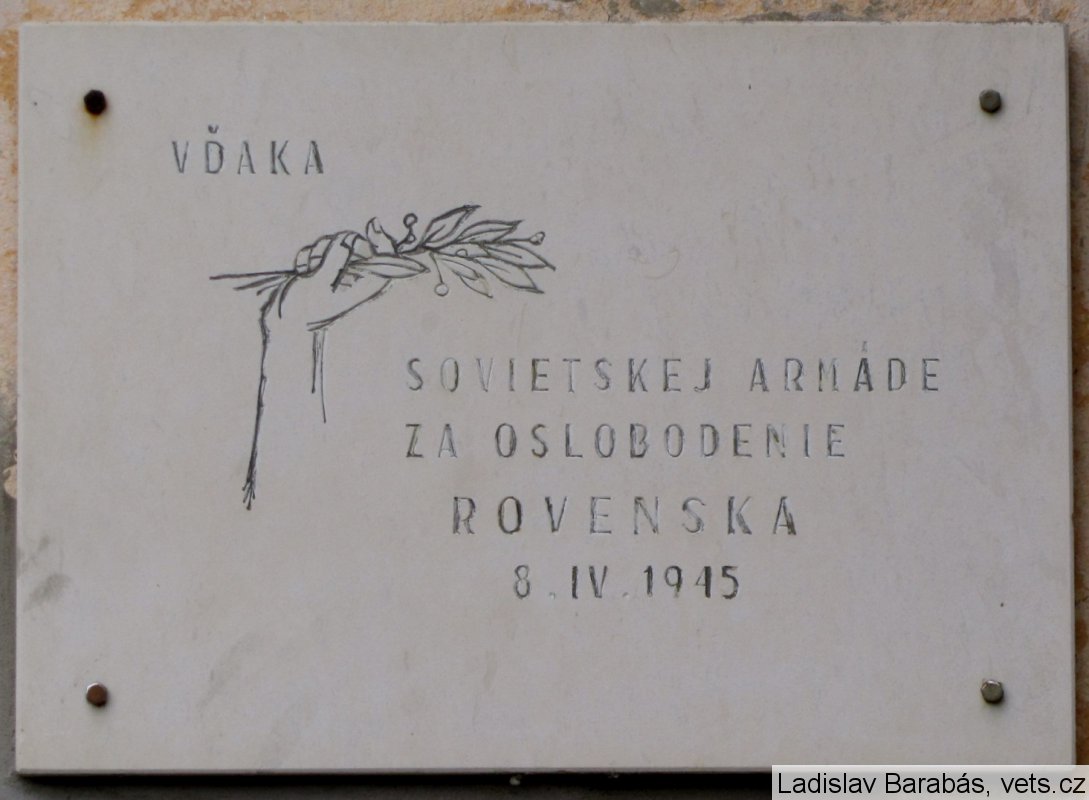 VĎAKA
SOVIETSKEJ ARMÁDE
ZA OSLOBODENIE
ROVENSKA
8.IV.1945
Ladislav Barabás, vets.cz